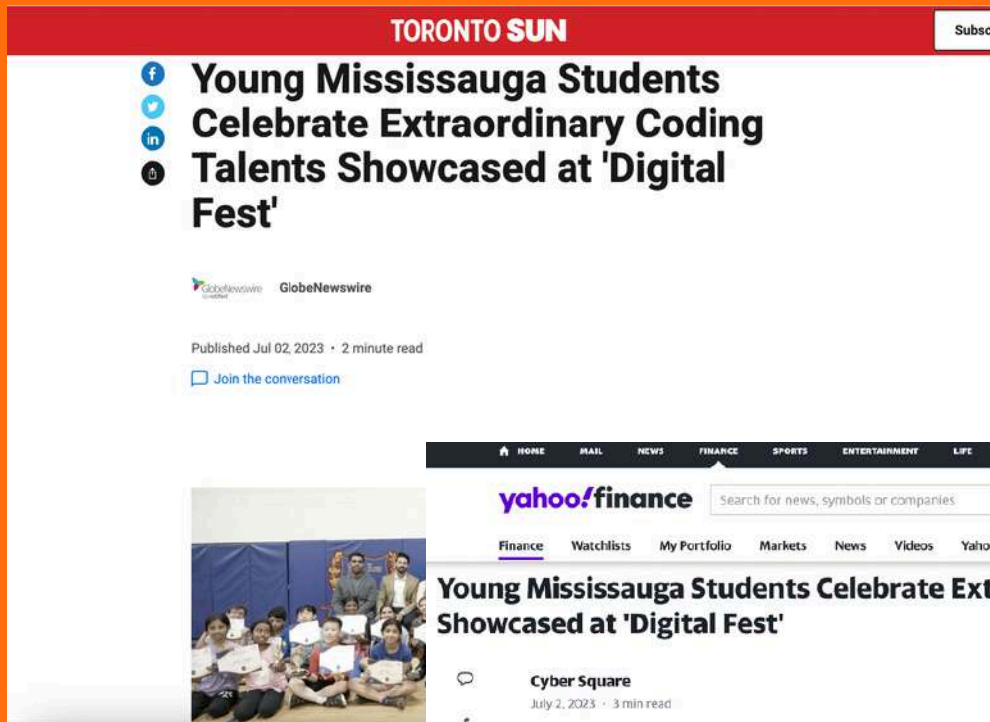 TORONTO SUN
Subsc
Young Mississauga Students
Celebrate Extraordinary Coding
Talents Showcased at 'Digital
Fest'
GlobeNewswire
GlobeNewswire
Published Jul 02, 2023 • 2 minute read
Join the conversation
HOME MAIL NEWS FINANCE SPORTS ENTERTAINMENT LIFE
yahoo!finance
Search for news, symbols or companies
Finance Watchlists My Portfolio Markets News Videos Yaho
Young Mississauga Students Celebrate Ext
Showcased at 'Digital Fest'
Cyber Square
July 2, 2023 · 3 min read